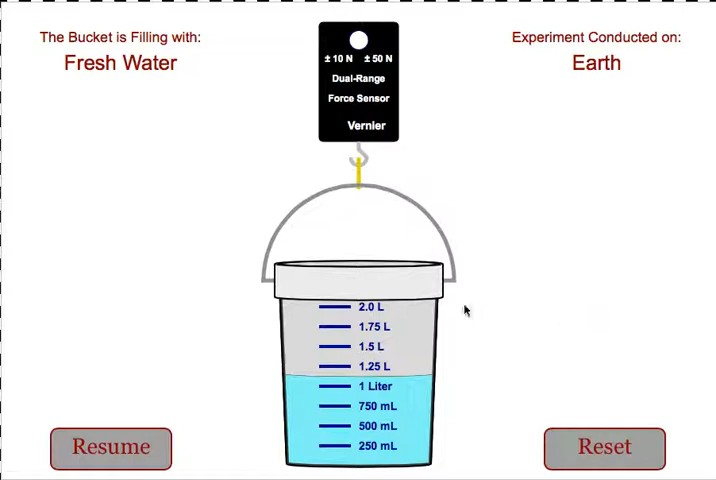 The Bucket is Filling with:
Fresh Water
± 10 N ± 50 N
Dual-Range
Force Sensor
Vernier
Experiment Conducted on:
Earth
2.0 L
1.75 L
1.5 L
1.25 L
1 Liter
750 mL
500 mL
250 mL
Resume
Reset